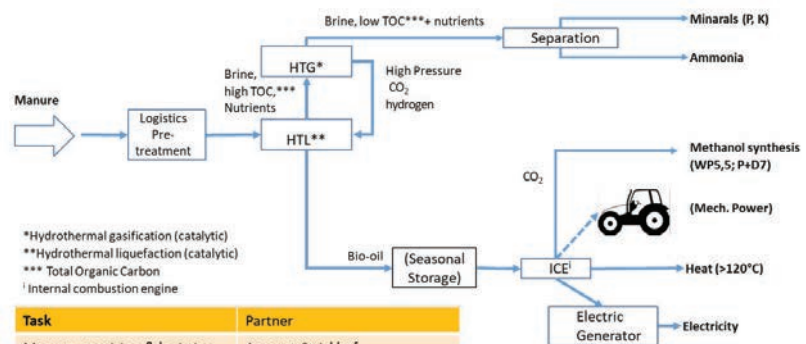 Brine, low TOC***+ nutrients
Minarals (P, K)
Separation
Ammonia
HTG*
Brine,
high TOC,***
Nutrients
High Pressure
CO2
hydrogen
Manure
Logistics
Pre-
treatment
HTL**
Methanol synthesis
(WP5,5; P+D7)
CO2
(Mech. Power)
*Hydrothermal gasification (catalytic)
**Hydrothermal liquefaction (catalytic)
*** Total Organic Carbon
i Internal combustion engine
Bio-oil
(Seasonal
Storage)
ICEi
Heat (>120°C)
Electric
Generator
Electricity
Task
Partner